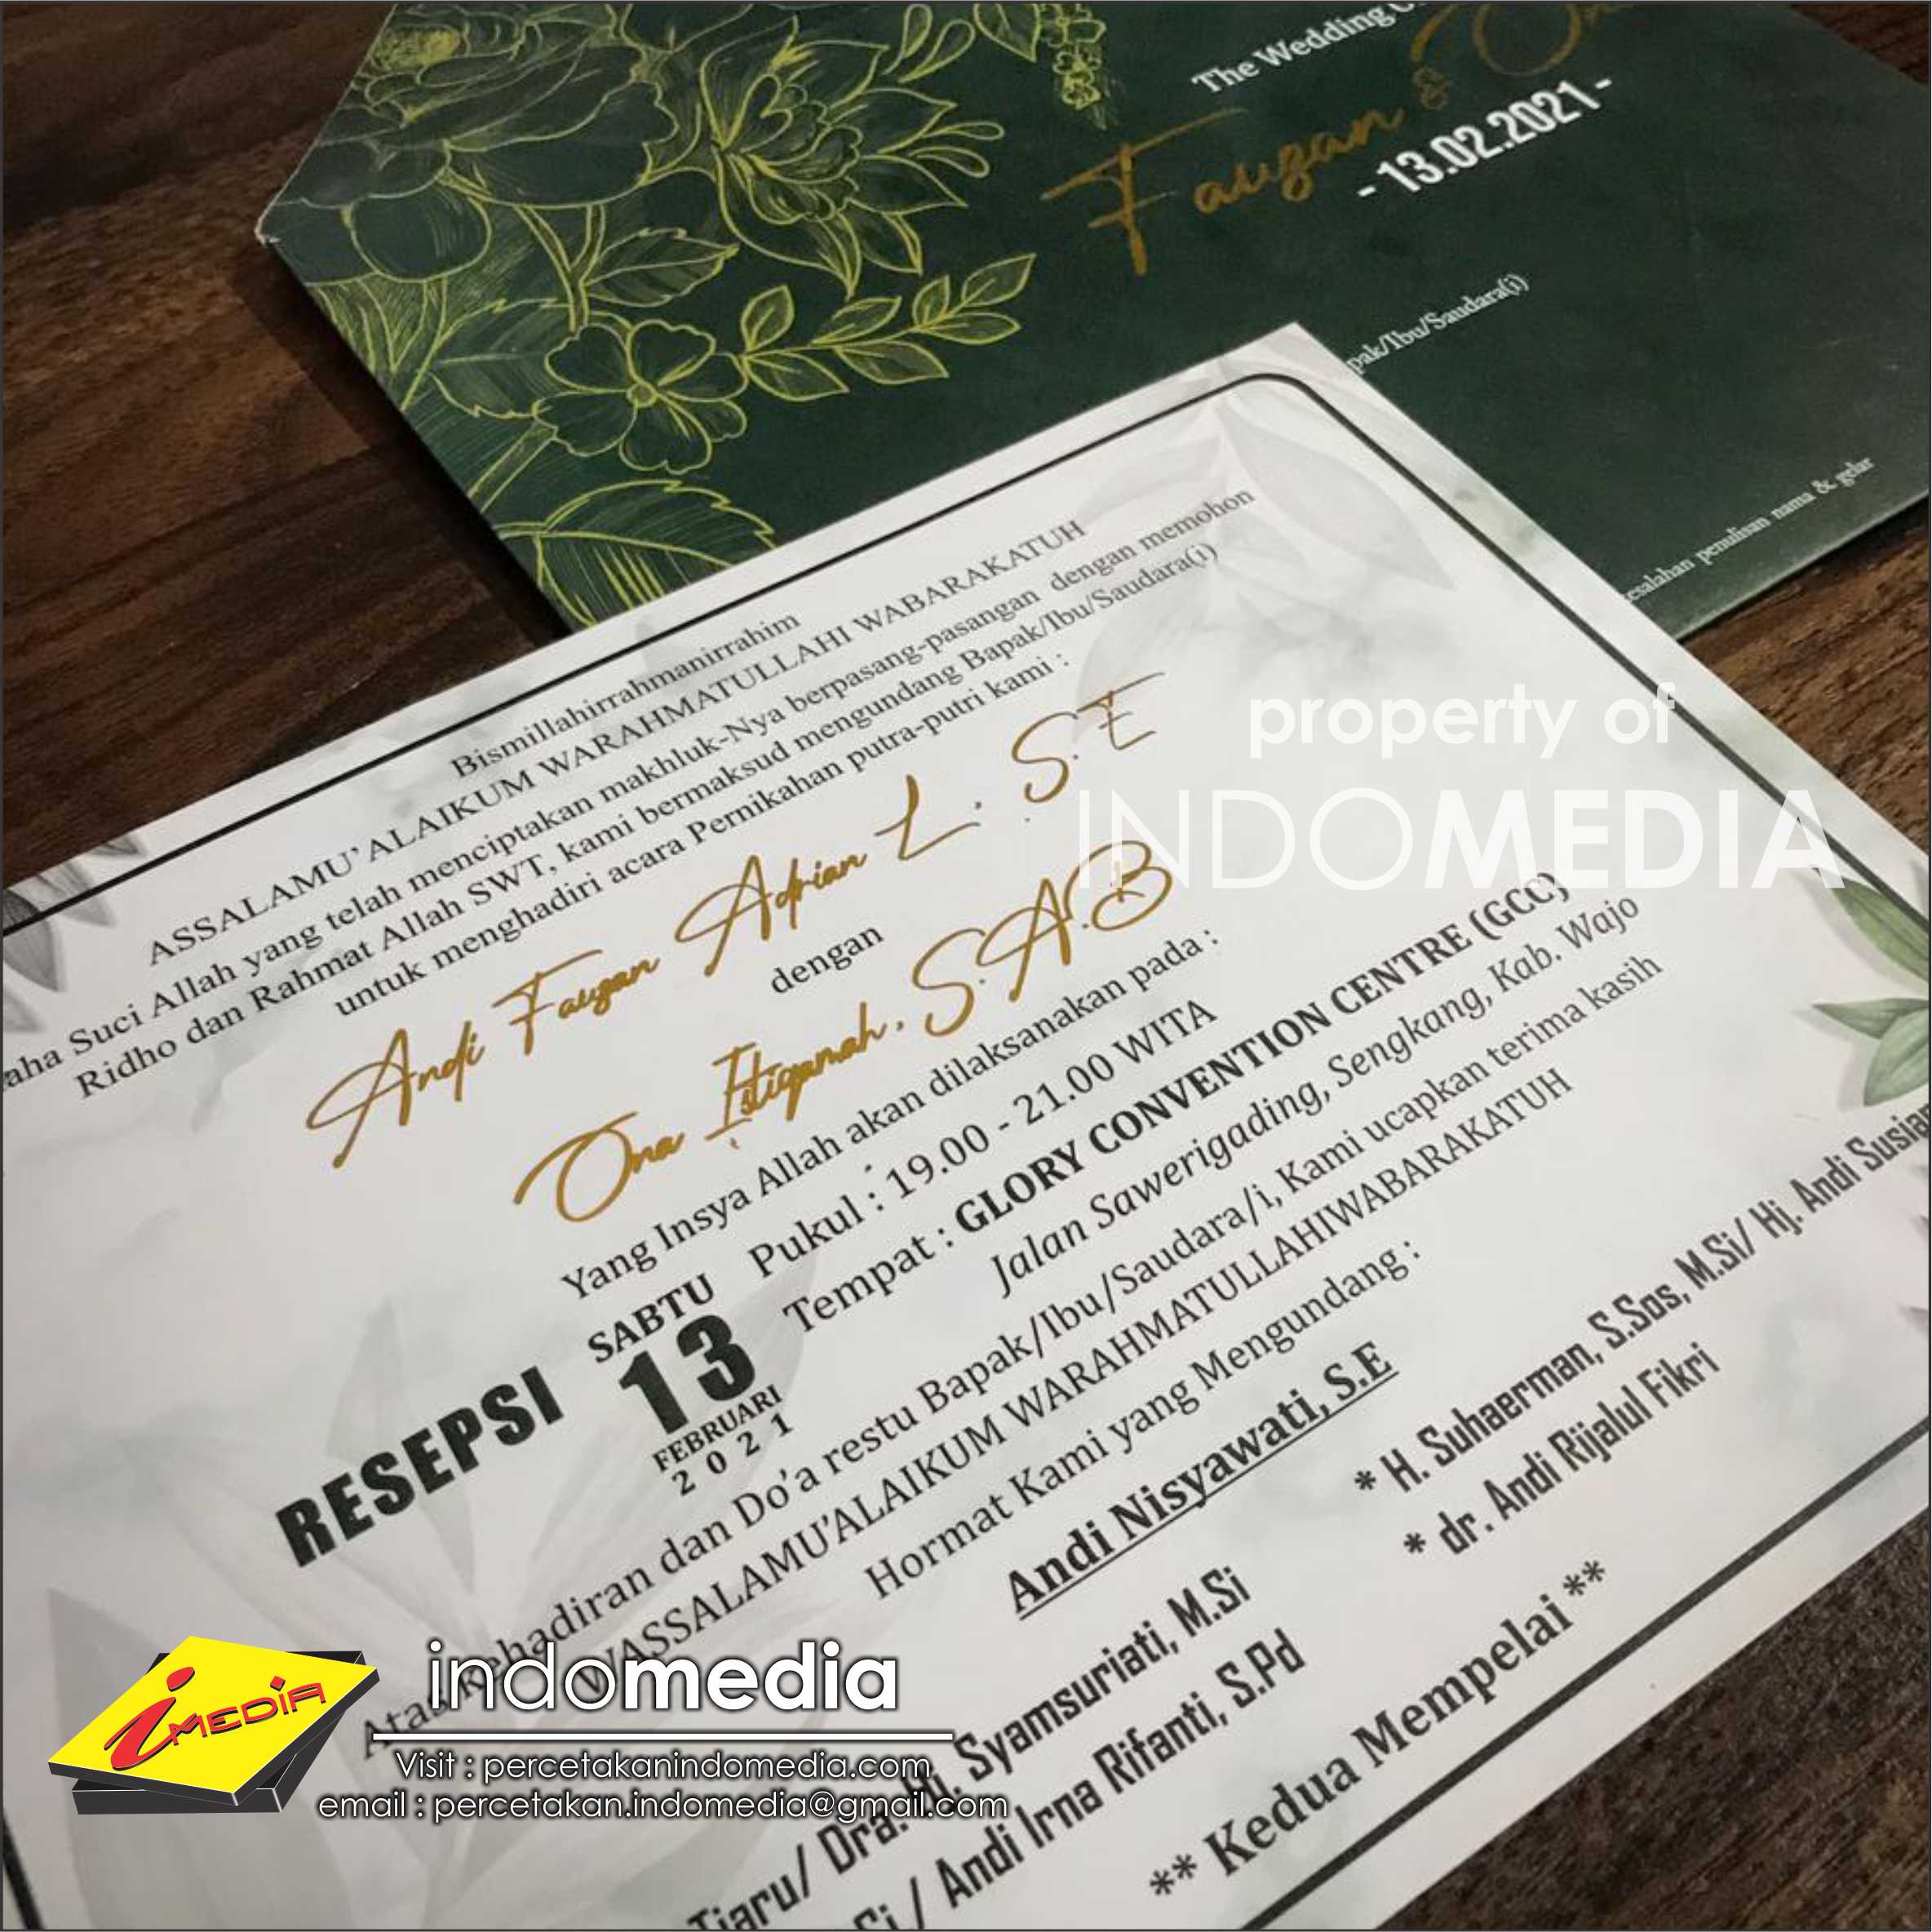 The Wedding
Fauzan &
- 13.02.2021 -
/Ibu/Saudara(i)
penulisan nama & gelar
Bismillahirrahmanirrahim
ASSALAMU'ALAIKUM WARAHMATULLAHI WABARAKATUH
Suci Allah yang telah menciptakan makhluk-Nya berpasang-pasangan dengan memohon
Ridho dan Rahmat Allah SWT, kami bermaksud mengundang Bapak/Ibu/Saudara(i)
untuk menghadiri acara Pernikahan putra-putri kami :
Andi Fauzan Adrian L. S.E
dengan
Ona Istiqamah, S.A.B
Yang Insya Allah akan dilaksanakan pada :
RESEPSI
SABTU
13
FEBRUARI
2021
Pukul : 19.00 - 21.00 WITA
Tempat : GLORY CONVENTION CENTRE (GCC)
Jalan Sawerigading, Sengkang, Kab. Wajo
Atas Kehadiran dan Do'a restu Bapak/Ibu/Saudara/i, Kami ucapkan terima kasih
WASSALAMU'ALAIKUM WARAHMATULLAHIWABARAKATUH
Hormat Kami yang Mengundang :
Andi Nisyawati, S.E
/ Dra. Hj. Syamsuriati, M.Si
/ Andi Irna Rifanti, S.Pd
* H. Suhaerman, S.Sos, M.Si/ Hj. Andi
* dr. Andi Rijalul Fikri
** Kedua Mempelai **
property of
INDOMEDIA
iMEDIA
indomedia
Visit : percetakanindomedia.com
email : percetakan.indomedia@gmail.com